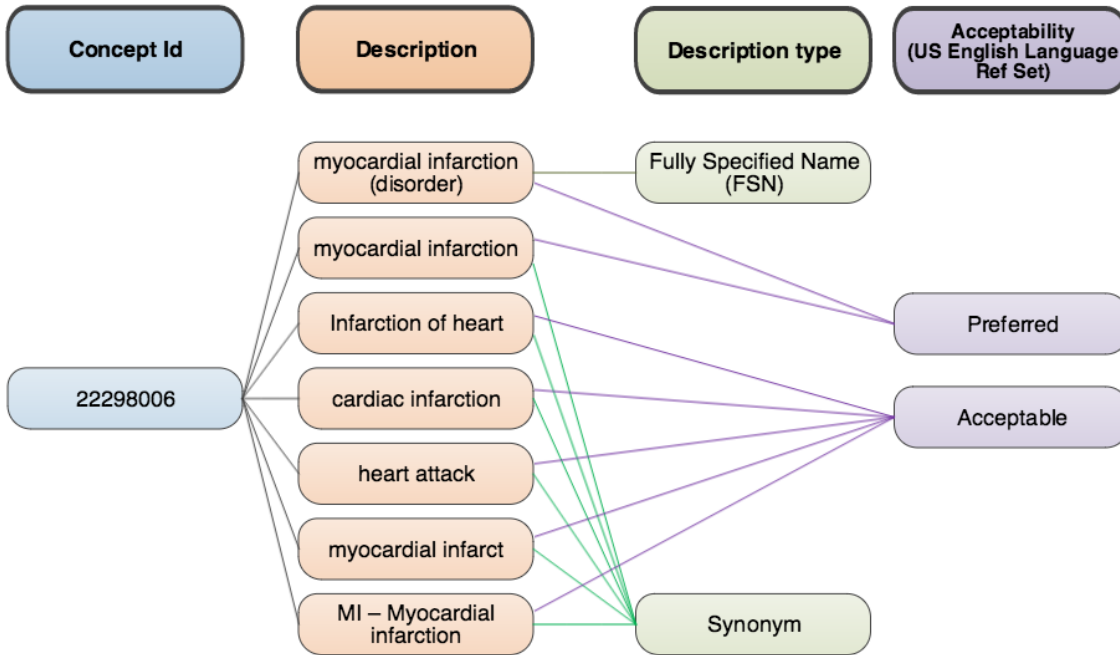 Concept Id
Description
Description type
Acceptability
(US English Language
Ref Set)
myocardial infarction
(disorder)
Fully Specified Name
(FSN)
myocardial infarction
Infarction of heart
Preferred
22298006
cardiac infarction
Acceptable
heart attack
myocardial infarct
MI – Myocardial
infarction
Synonym